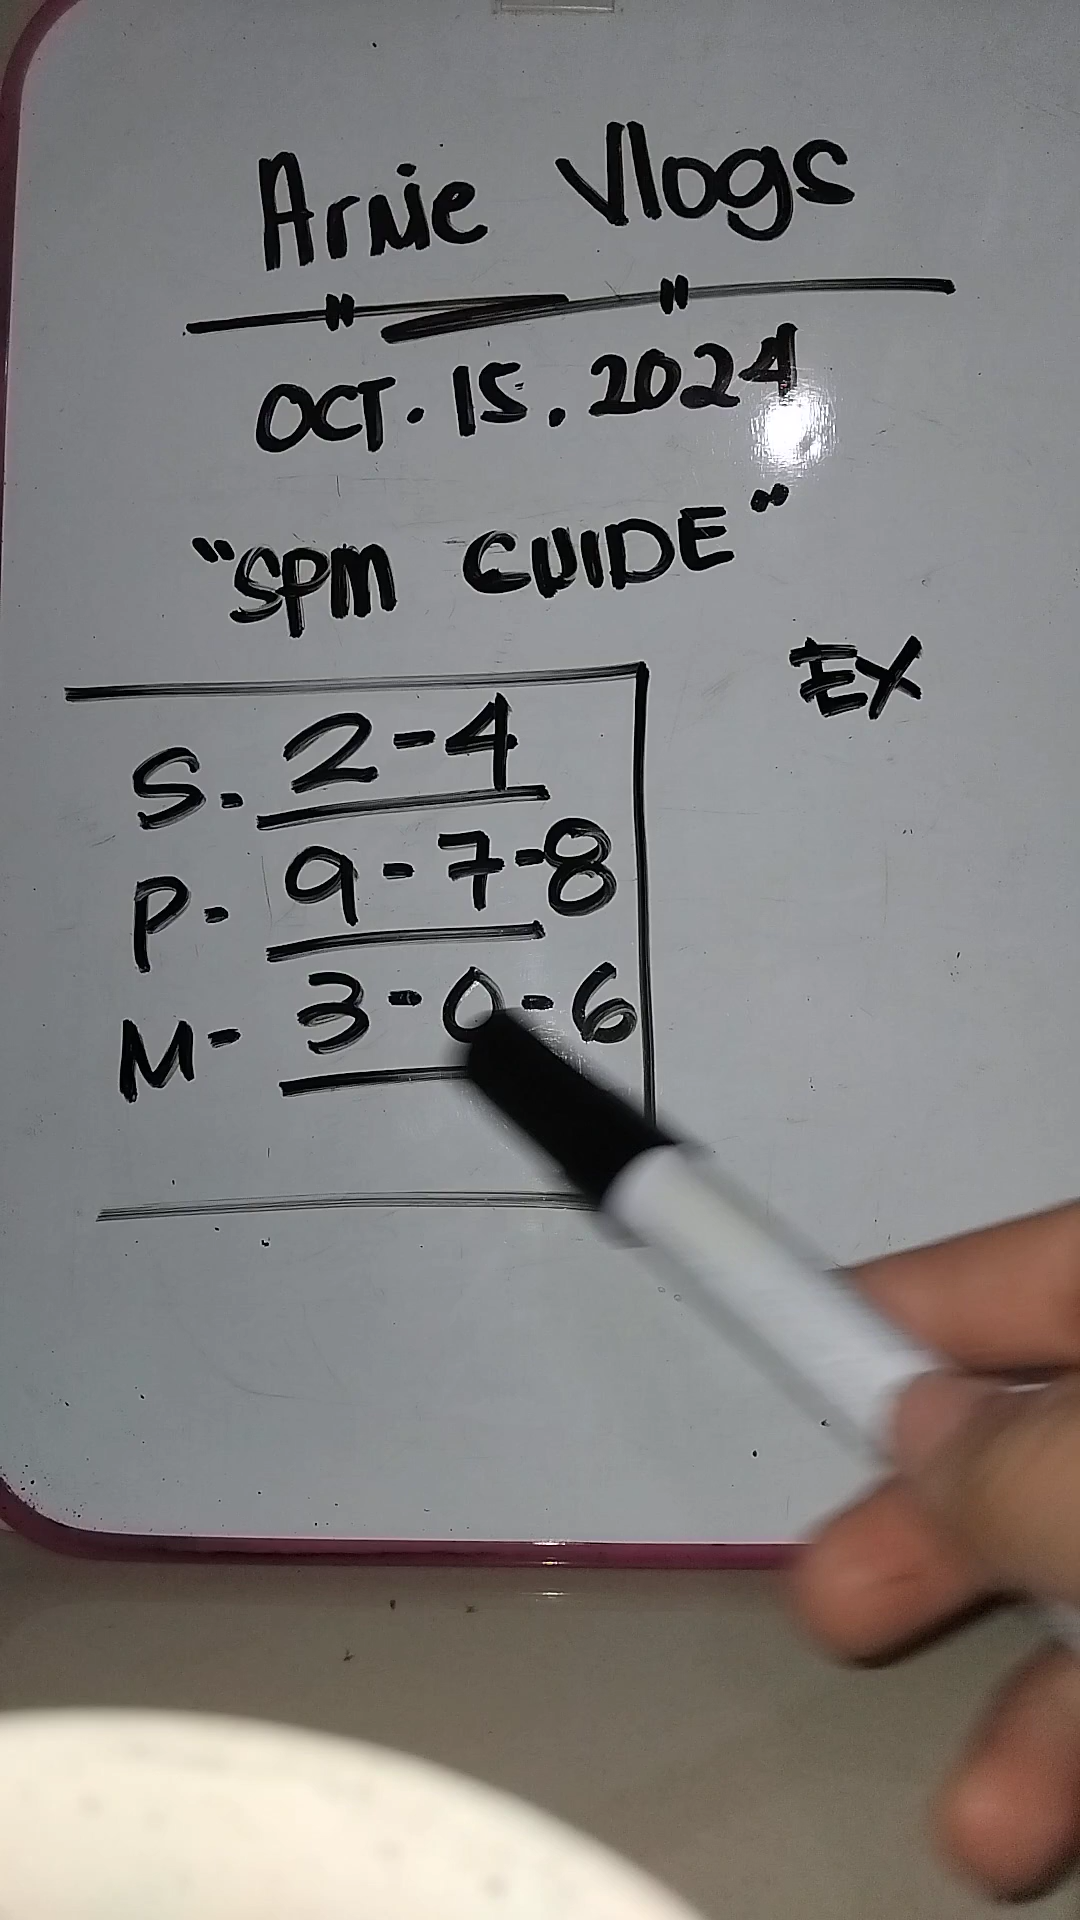 Arnie Vlogs
OCT. 15. 2024
"SPM GUIDE"
EX
S. 2-4
P- 9-7-8
M- 3-0-6